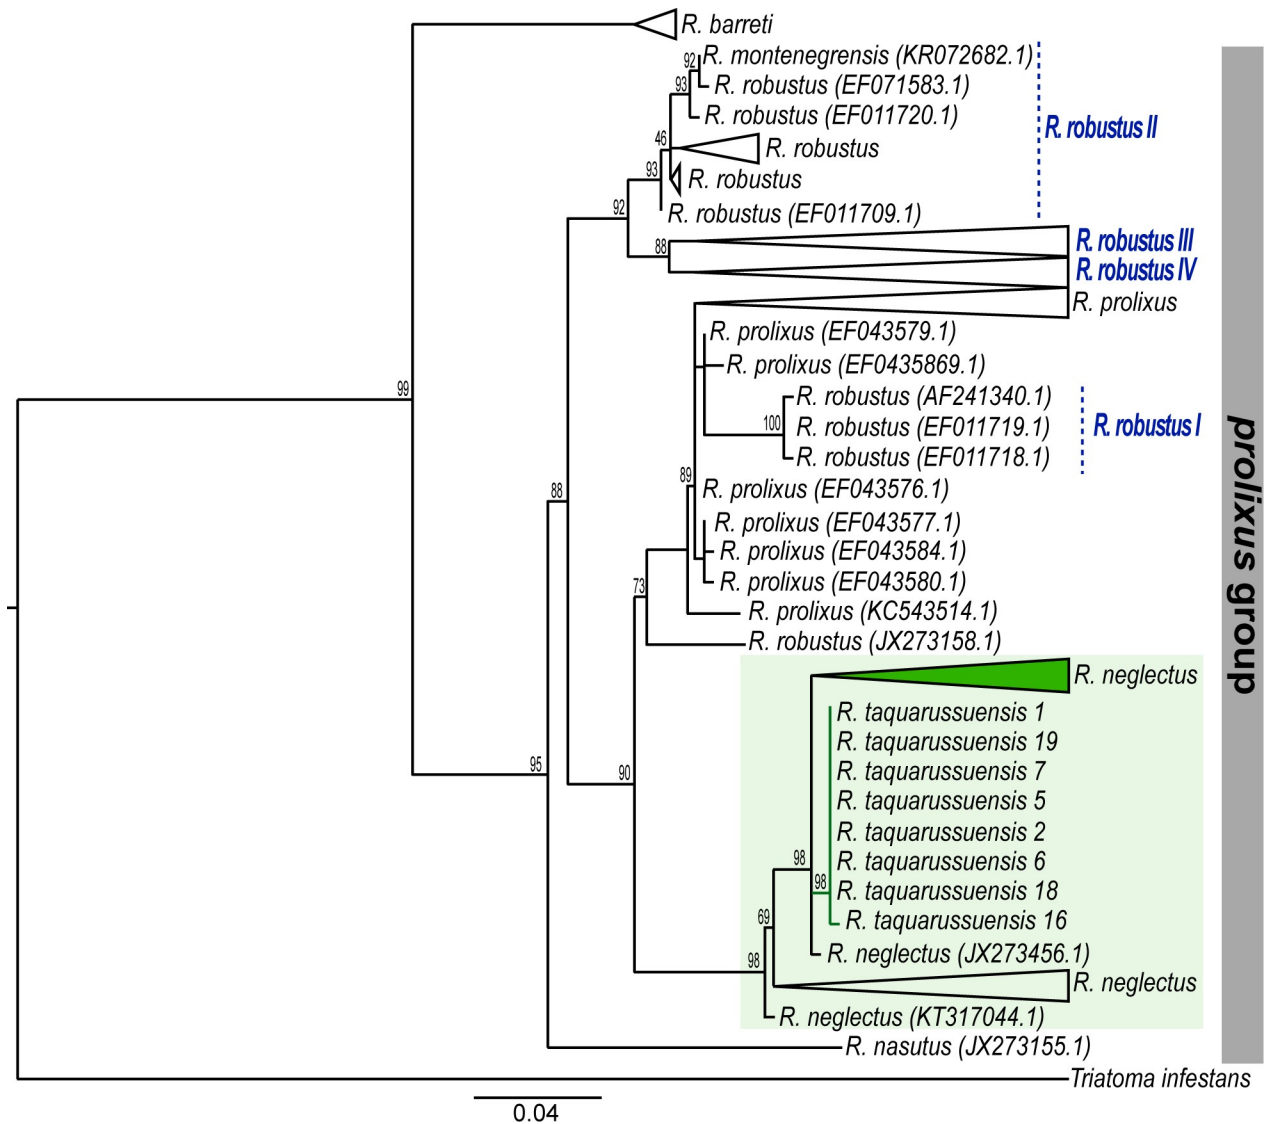 R. barreti
92
R. montenegrensis (KR072682.1)
93
R. robustus (EF071583.1)
R. robustus (EF011720.1)
R. robustus II
46
R. robustus
93
R. robustus
92
R. robustus (EF011709.1)
88
R. robustus III
R. robustus IV
R. prolixus
R. prolixus (EF043579.1)
R. prolixus (EF0435869.1)
99
R. robustus (AF241340.1)
100
R. robustus (EF011719.1)
R. robustus I
R. robustus (EF011718.1)
89
88
R. prolixus (EF043576.1)
R. prolixus (EF043577.1)
R. prolixus (EF043584.1)
73
R. prolixus (EF043580.1)
R. prolixus (KC543514.1)
R. robustus (JX273158.1)
prolixus group
R. neglectus
R. taquarussuensis 1
R. taquarussuensis 19
95
90
R. taquarussuensis 7
R. taquarussuensis 5
R. taquarussuensis 2
98
R. taquarussuensis 6
98
R. taquarussuensis 18
69
R. taquarussuensis 16
98
R. neglectus (JX273456.1)
R. neglectus
R. neglectus (KT317044.1)
R. nasutus (JX273155.1)
Triatoma infestans
0.04